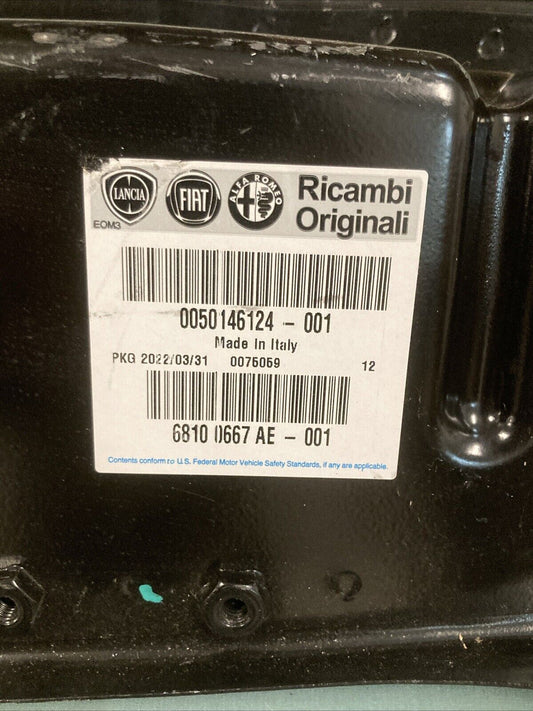 LANCIA
FIAT
ALFA ROMEO
Ricambi
Originali
EOM3
0050146124 - 001
Made In Italy
PKG 2022/03/31 0075059 12
6810 0667 AE - 001
Contents conform to U.S. Federal Motor Vehicle Safety Standards, if any are applicable.